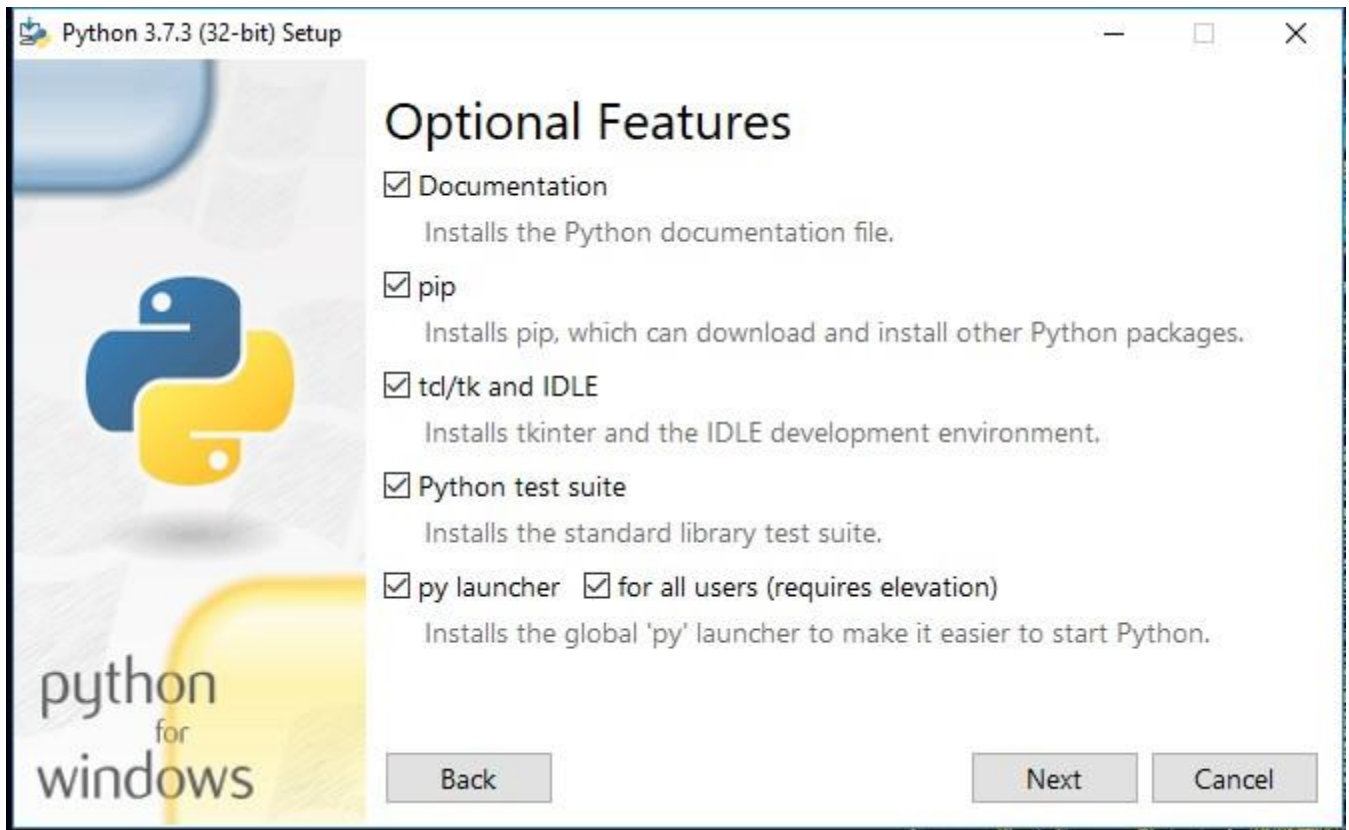 Python 3.7.3 (32-bit) Setup
Optional Features
Documentation
Installs the Python documentation file.
pip
Installs pip, which can download and install other Python packages.
tcl/tk and IDLE
Installs tkinter and the IDLE development environment.
Python test suite
Installs the standard library test suite.
py launcher for all users (requires elevation)
Installs the global 'py' launcher to make it easier to start Python.
python
for
windows
Back Next Cancel